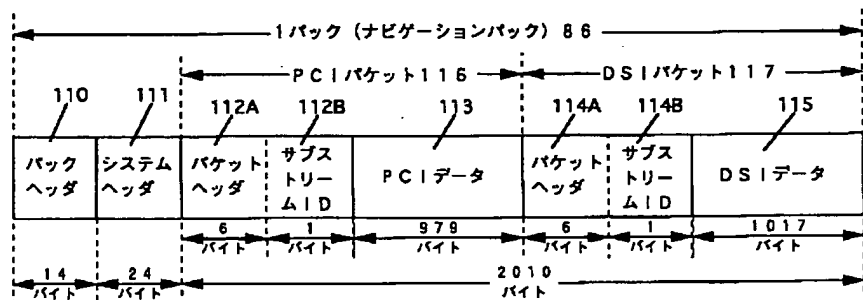 1パック(ナビゲーションパック)86
PCIパケット116
DSIパケット117
110
111
112A
112B
113
114A
114B
115
パック
ヘッダ
システム
ヘッダ
パケット
ヘッダ
サブス
トリー
ムID
PCIデータ
パケット
ヘッダ
サブス
トリー
ムID
DSIデータ
6
バイト
1
バイト
979
バイト
6
バイト
1
バイト
1017
バイト
14
バイト
24
バイト
2010
バイト